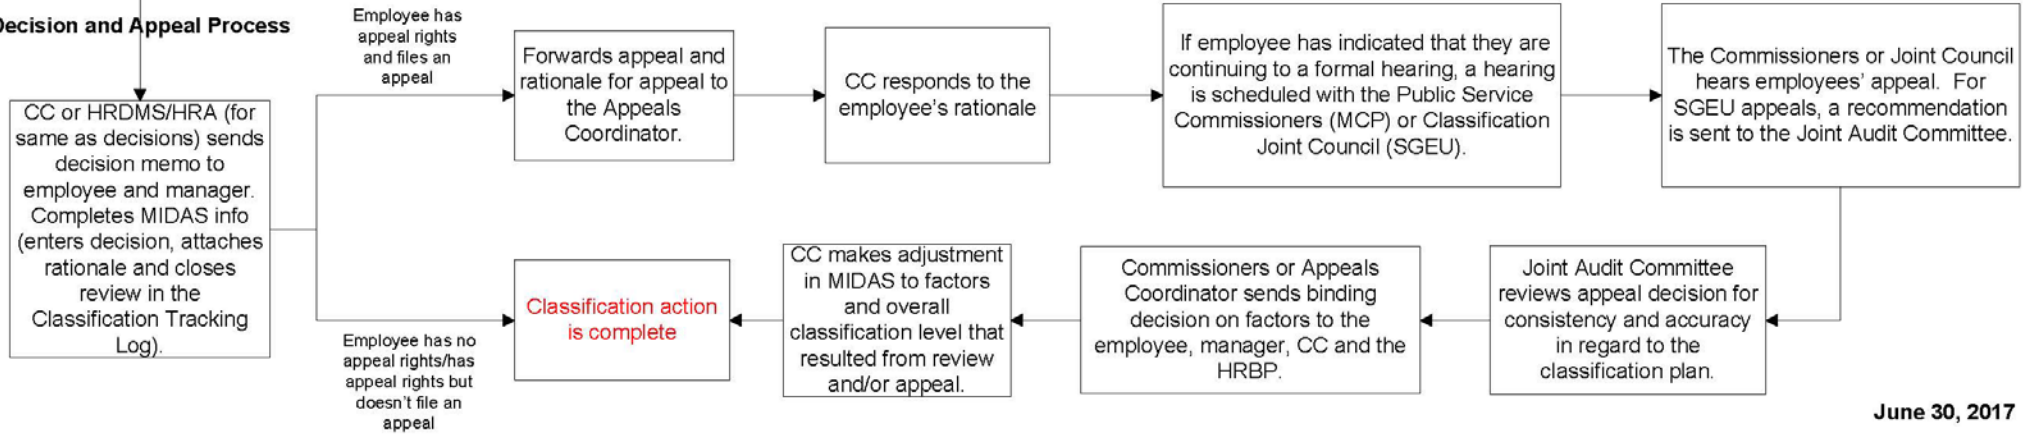 Decision and Appeal Process
CC or HRDMS/HRA (for
same as decisions) sends
decision memo to
employee and manager.
Completes MIDAS info
(enters decision, attaches
rationale and closes
review in the
Classification Tracking
Log).
Employee has
appeal rights
and files an
appeal
Forwards appeal and
rationale for appeal to
the Appeals
Coordinator.
CC responds to the
employee’s rationale
If employee has indicated that they are
continuing to a formal hearing, a hearing
is scheduled with the Public Service
Commissioners (MCP) or Classification
Joint Council (SGEU).
The Commissioners or Joint Council
hears employees’ appeal.  For
SGEU appeals, a recommendation
is sent to the Joint Audit Committee.
Joint Audit Committee
reviews appeal decision for
consistency and accuracy
in regard to the
classification plan.
Commissioners or Appeals
Coordinator sends binding
decision on factors to the
employee, manager, CC and the
HRBP.
CC makes adjustment
in MIDAS to factors
and overall
classification level that
resulted from review
and/or appeal.
Classification action
is complete
Employee has no
appeal rights/has
appeal rights but
doesn’t file an
appeal
June 30, 2017